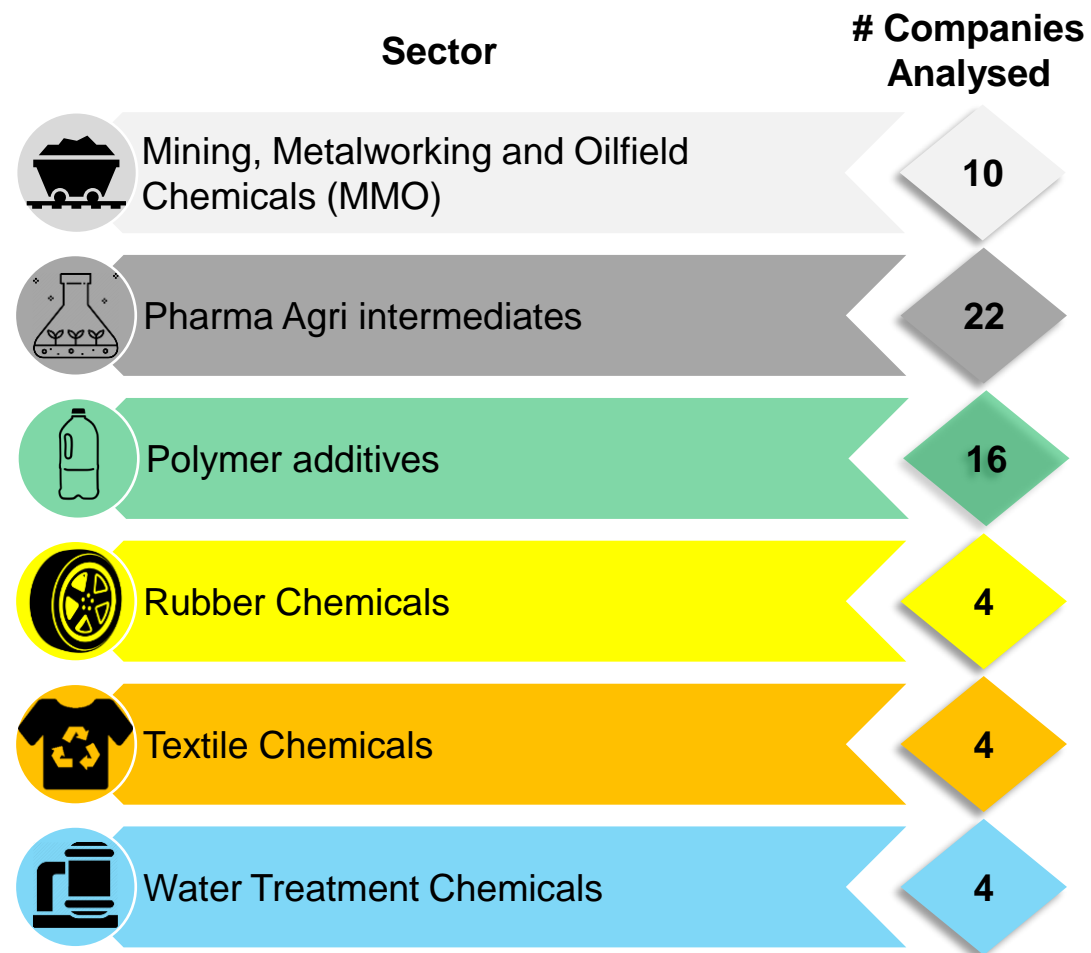 Sector
# Companies
Analysed
Mining, Metalworking and Oilfield
Chemicals (MMO)
10
Pharma Agri intermediates
22
Polymer additives
16
Rubber Chemicals
4
Textile Chemicals
4
Water Treatment Chemicals
4